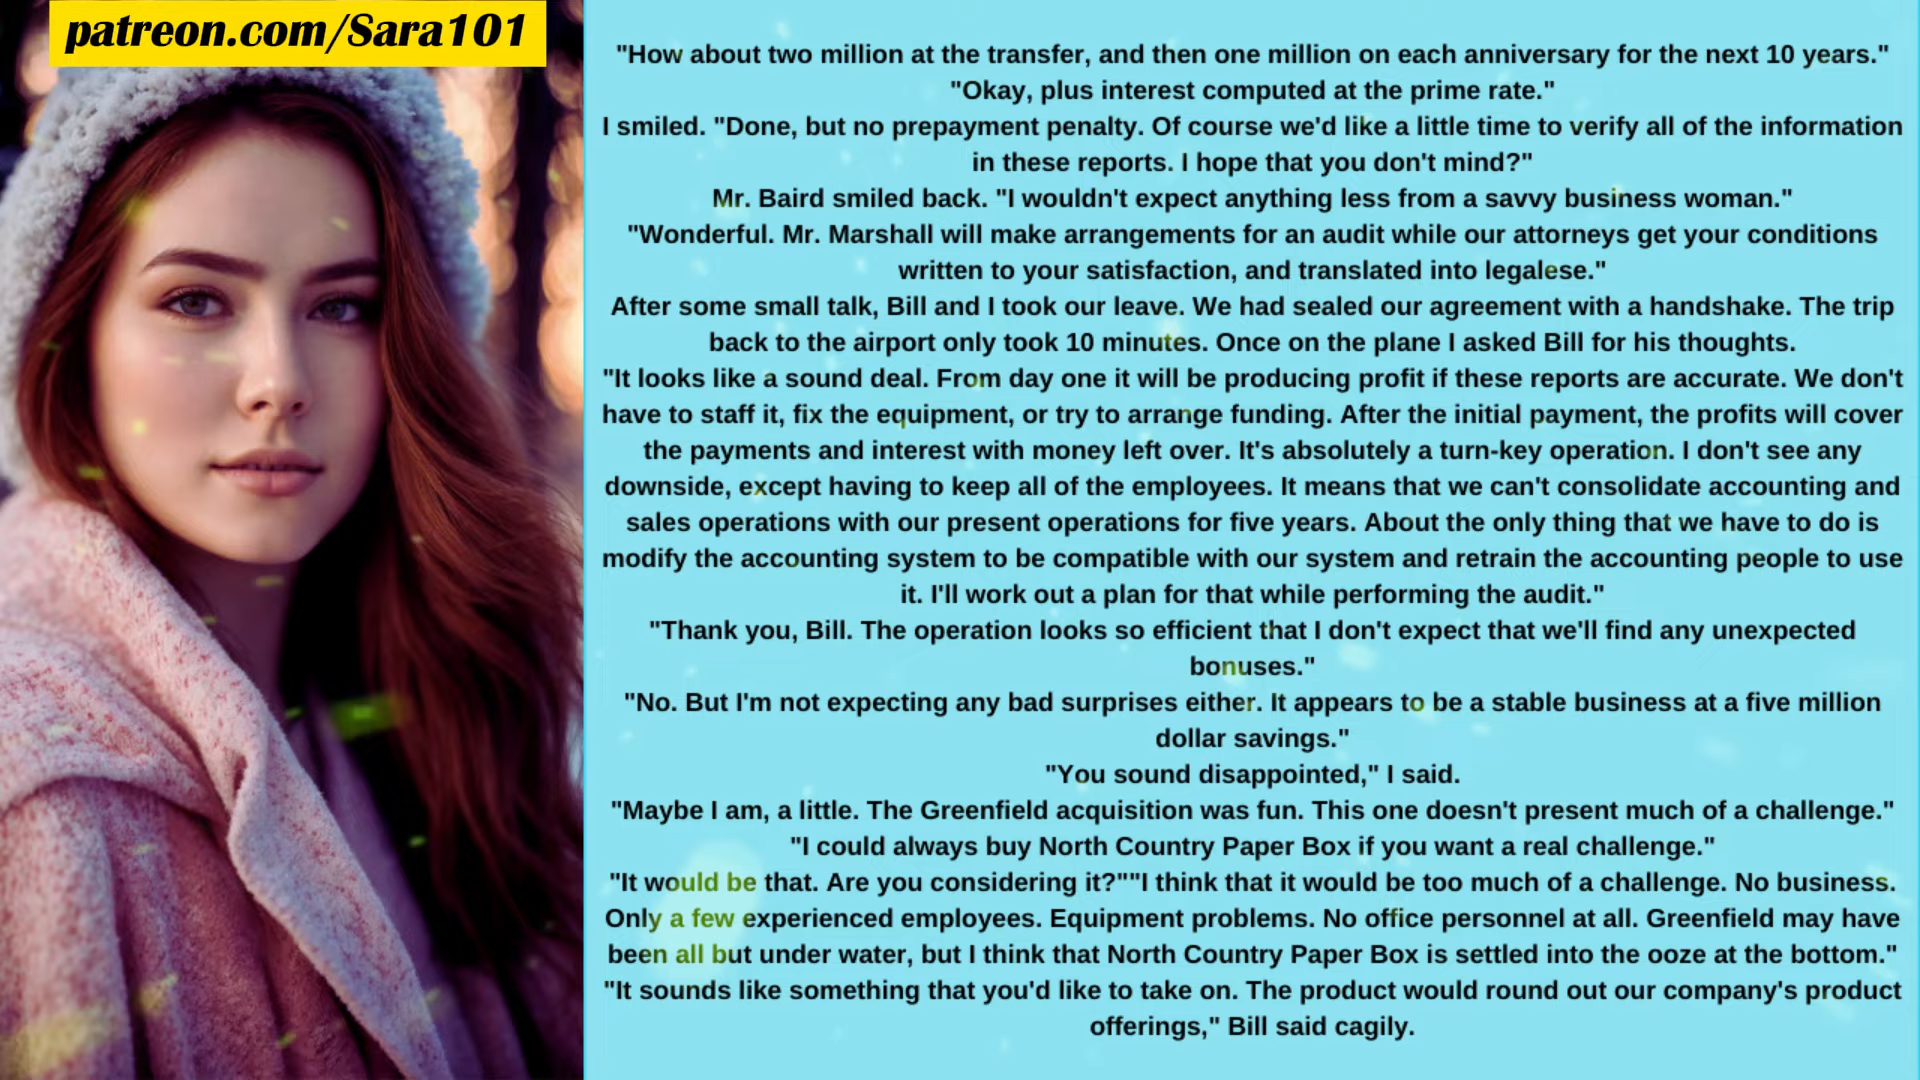 patreon.com/Sara101
"How about two million at the transfer, and then one million on each anniversary for the next 10 years."
"Okay, plus interest computed at the prime rate."
I smiled. "Done, but no prepayment penalty. Of course we'd like a little time to verify all of the information
in these reports. I hope that you don't mind?"
Mr. Baird smiled back. "I wouldn't expect anything less from a savvy business woman."
"Wonderful. Mr. Marshall will make arrangements for an audit while our attorneys get your conditions
written to your satisfaction, and translated into legalese."
After some small talk, Bill and I took our leave. We had sealed our agreement with a handshake. The trip
back to the airport only took 10 minutes. Once on the plane I asked Bill for his thoughts.
"It looks like a sound deal. From day one it will be producing profit if these reports are accurate. We don't
have to staff it, fix the equipment, or try to arrange funding. After the initial payment, the profits will cover
the payments and interest with money left over. It's absolutely a turn-key operation. I don't see any
downside, except having to keep all of the employees. It means that we can't consolidate accounting and
sales operations with our present operations for five years. About the only thing that we have to do is
modify the accounting system to be compatible with our system and retrain the accounting people to use
it. I'll work out a plan for that while performing the audit."
"Thank you, Bill. The operation looks so efficient that I don't expect that we'll find any unexpected
bonuses."
"No. But I'm not expecting any bad surprises either. It appears to be a stable business at a five million
dollar savings."
"You sound disappointed," I said.
"Maybe I am, a little. The Greenfield acquisition was fun. This one doesn't present much of a challenge."
"I could always buy North Country Paper Box if you want a real challenge."
"It would be that. Are you considering it?""I think that it would be too much of a challenge. No business.
Only a few experienced employees. Equipment problems. No office personnel at all. Greenfield may have
been all but under water, but I think that North Country Paper Box is settled into the ooze at the bottom."
"It sounds like something that you'd like to take on. The product would round out our company's product
offerings," Bill said cagily.